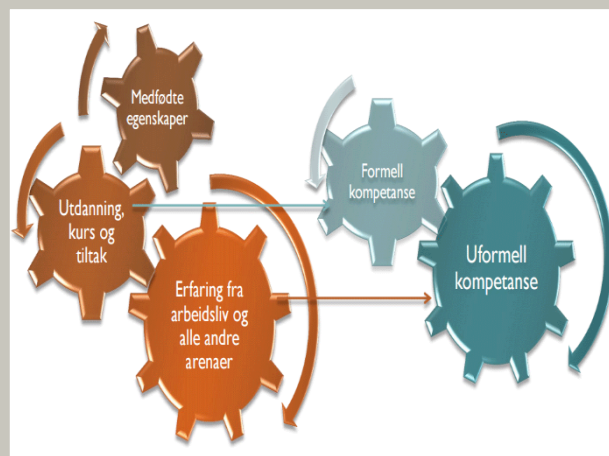 Medfødte
egenskaper
Utdanning,
kurs og
tiltak
Erfaring fra
arbeidsliv og
alle andre
arenaer
Formell
kompetanse
Uformell
kompetanse